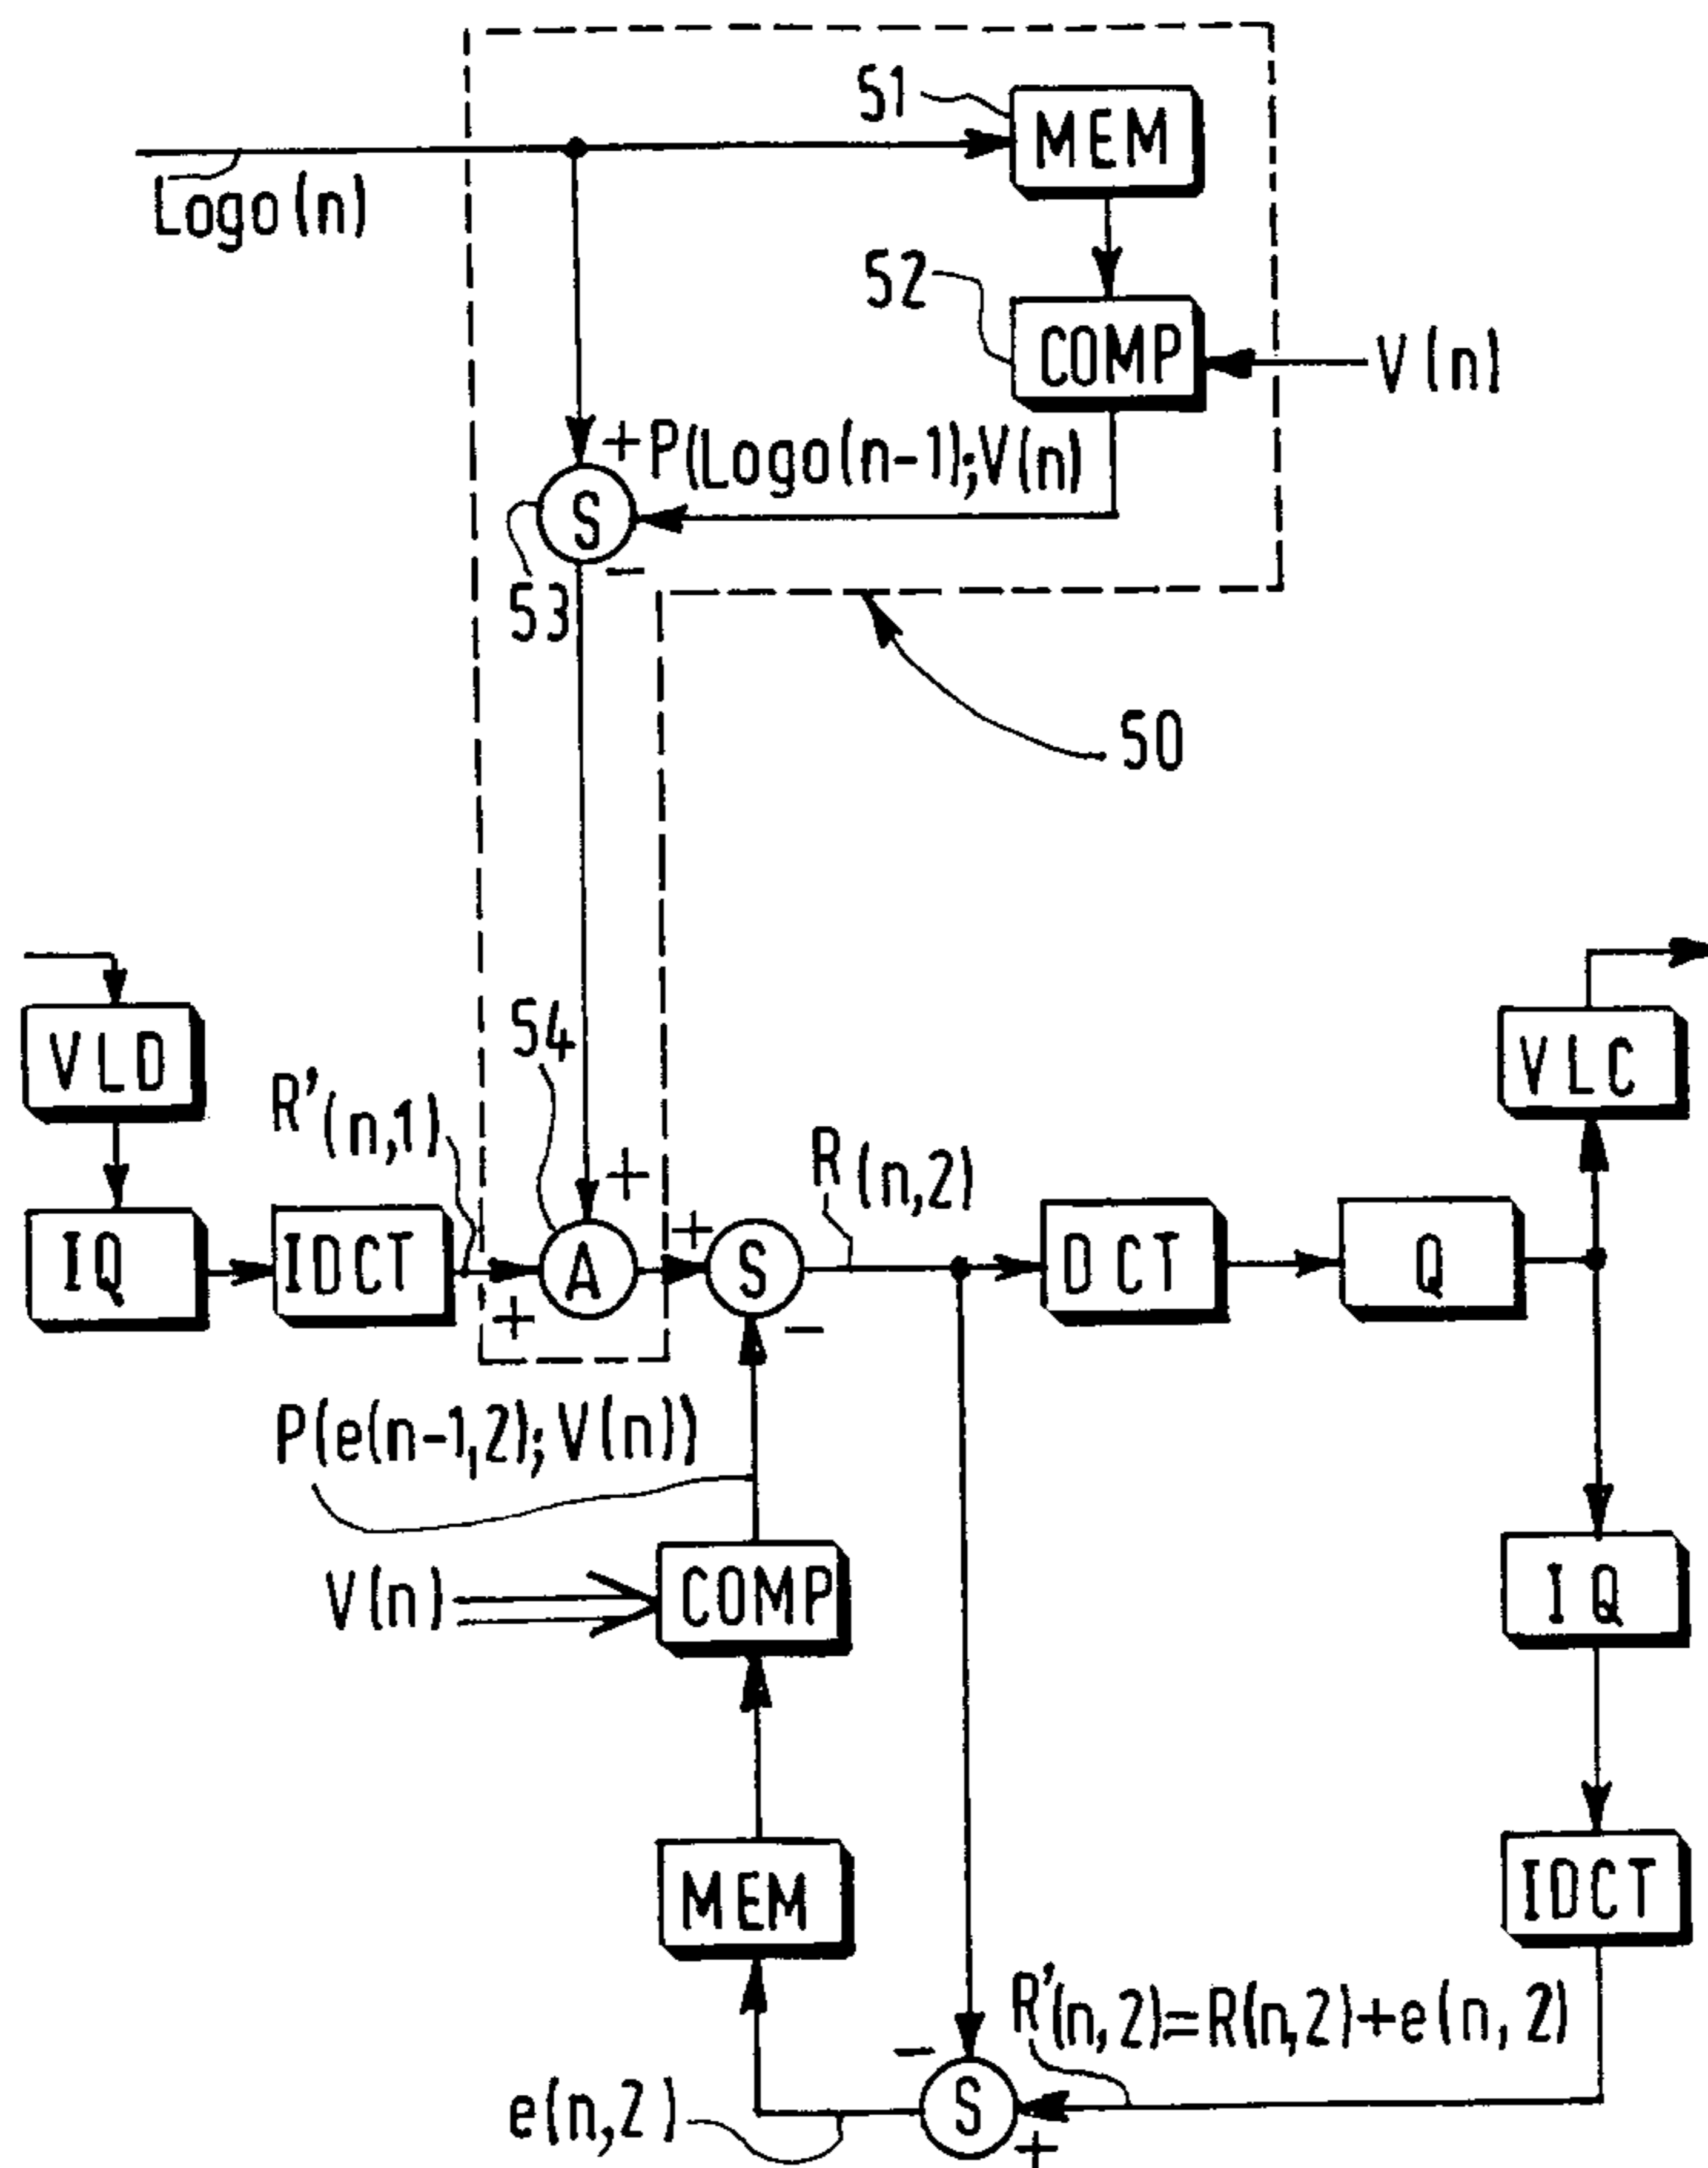 51
MEM
Logo (n)
52
COMP
V(n)
+
P(Logo(n-1);V(n)
S
-
53
50
54
VLD
VLC
R'(n,1)
+
R(n,2)
+
IQ
IDCT
A
S
DCT
Q
+
-
P(e(n-1,2);V(n))
V(n)
COMP
IQ
MEM
IDCT
R'(n,2)=R(n,2)+e(n,2)
-
e(n,2)
S
+